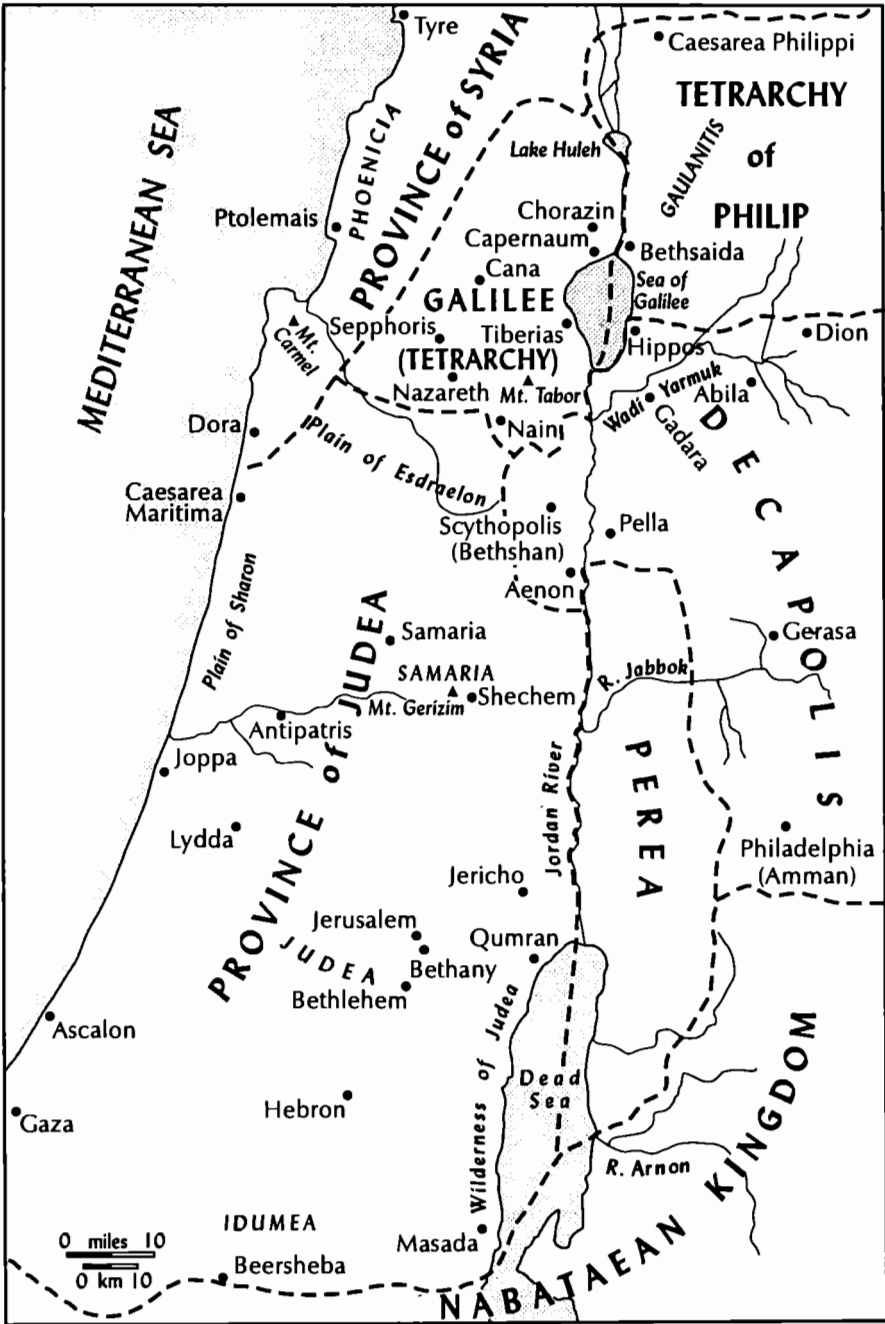 Tyre
Caesarea Philippi
PROVINCE of SYRIA
TETRARCHY
of
PHILIP
PHOENICIA
MEDITERRANEAN SEA
Lake Huleh
GAULANITIS
Ptolemais
Chorazin
Capernaum
Bethsaida
Cana
Sea of
Galilee
GALILEE
(TETRARCHY)
Mt.
Carmel
Sepphoris
Tiberias
Hippos
Dion
Nazareth
Mt. Tabor
Wadi Yarmuk
Abila
Gadara
DECAPOLIS
Dora
Nain
Plain of Esdraelon
Caesarea
Maritima
Scythopolis
(Bethshan)
Pella
Aenon
Plain of Sharon
PROVINCE of JUDEA
Samaria
SAMARIA
Mt. Gerizim
Shechem
R. Jabbok
Gerasa
Antipatris
Joppa
Jordan River
PEREA
Lydda
Philadelphia
(Amman)
Jericho
Jerusalem
JUDEA
Bethany
Qumran
Bethlehem
Ascalon
Wilderness of Judea
Dead
Sea
Gaza
Hebron
R. Arnon
NABATAEAN KINGDOM
IDUMEA
Masada
0 miles 10
0 km 10
Beersheba